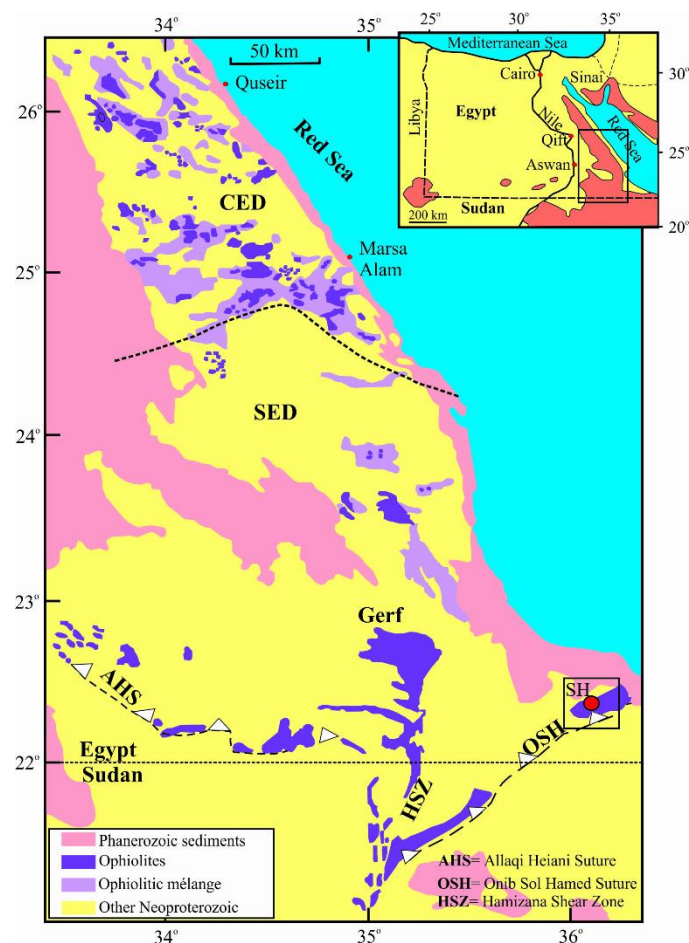 34°
35°
36°
50 km
Quseir
Red Sea
26°
CED
25°
Marsa
Alam
SED
24°
23°
Gerf
SH
AHS
OSH
22°
Egypt
Sudan
HSZ
Phanerozoic sediments
Ophiolites
Ophiolitic mélange
Other Neoproterozoic
AHS= Allaqi Heiani Suture
OSH= Onib Sol Hamed Suture
HSZ= Hamizana Shear Zone
34°
35°
36°
25°
30°
35°
Mediterranean Sea
Cairo
Sinai
30°
Libya
Egypt
Nile
Qift
Red Sea
25°
Aswan
200 km
Sudan
20°